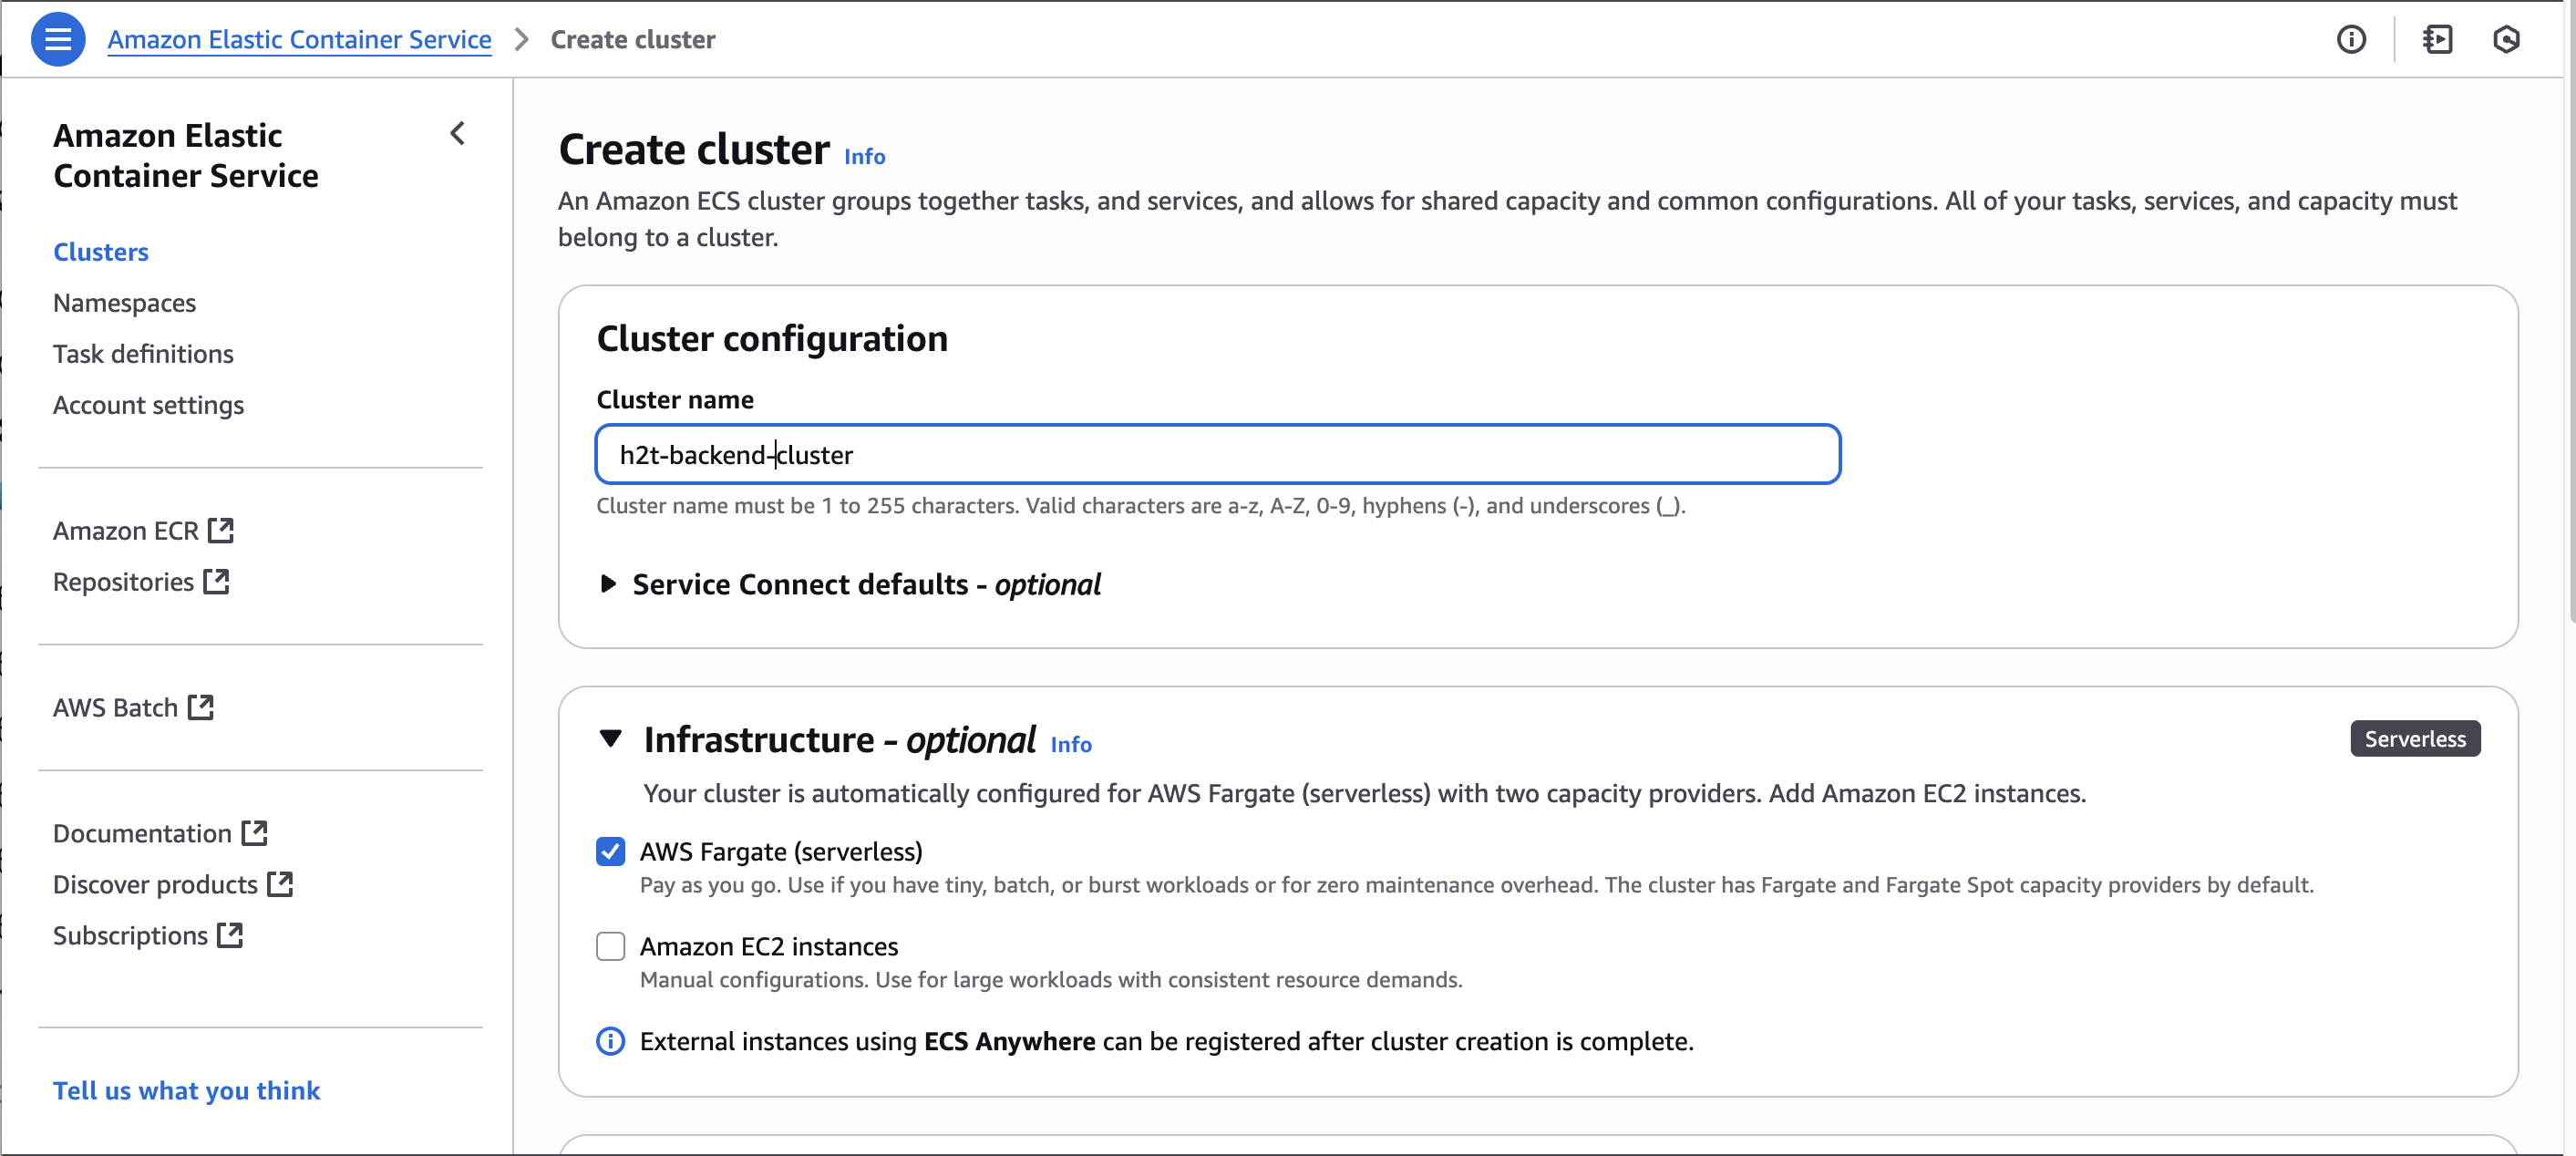 Amazon Elastic Container Service > Create cluster
Amazon Elastic
Container Service
Clusters
Namespaces
Task definitions
Account settings
Amazon ECR
Repositories
AWS Batch
Documentation
Discover products
Subscriptions
Tell us what you think
Create cluster Info
An Amazon ECS cluster groups together tasks, and services, and allows for shared capacity and common configurations. All of your tasks, services, and capacity must
belong to a cluster.
Cluster configuration
Cluster name
h2t-backend-cluster
Cluster name must be 1 to 255 characters. Valid characters are a-z, A-Z, 0-9, hyphens (-), and underscores (_).
Service Connect defaults - optional
Infrastructure - optional Info
Serverless
Your cluster is automatically configured for AWS Fargate (serverless) with two capacity providers. Add Amazon EC2 instances.
AWS Fargate (serverless)
Pay as you go. Use if you have tiny, batch, or burst workloads or for zero maintenance overhead. The cluster has Fargate and Fargate Spot capacity providers by default.
Amazon EC2 instances
Manual configurations. Use for large workloads with consistent resource demands.
External instances using ECS Anywhere can be registered after cluster creation is complete.